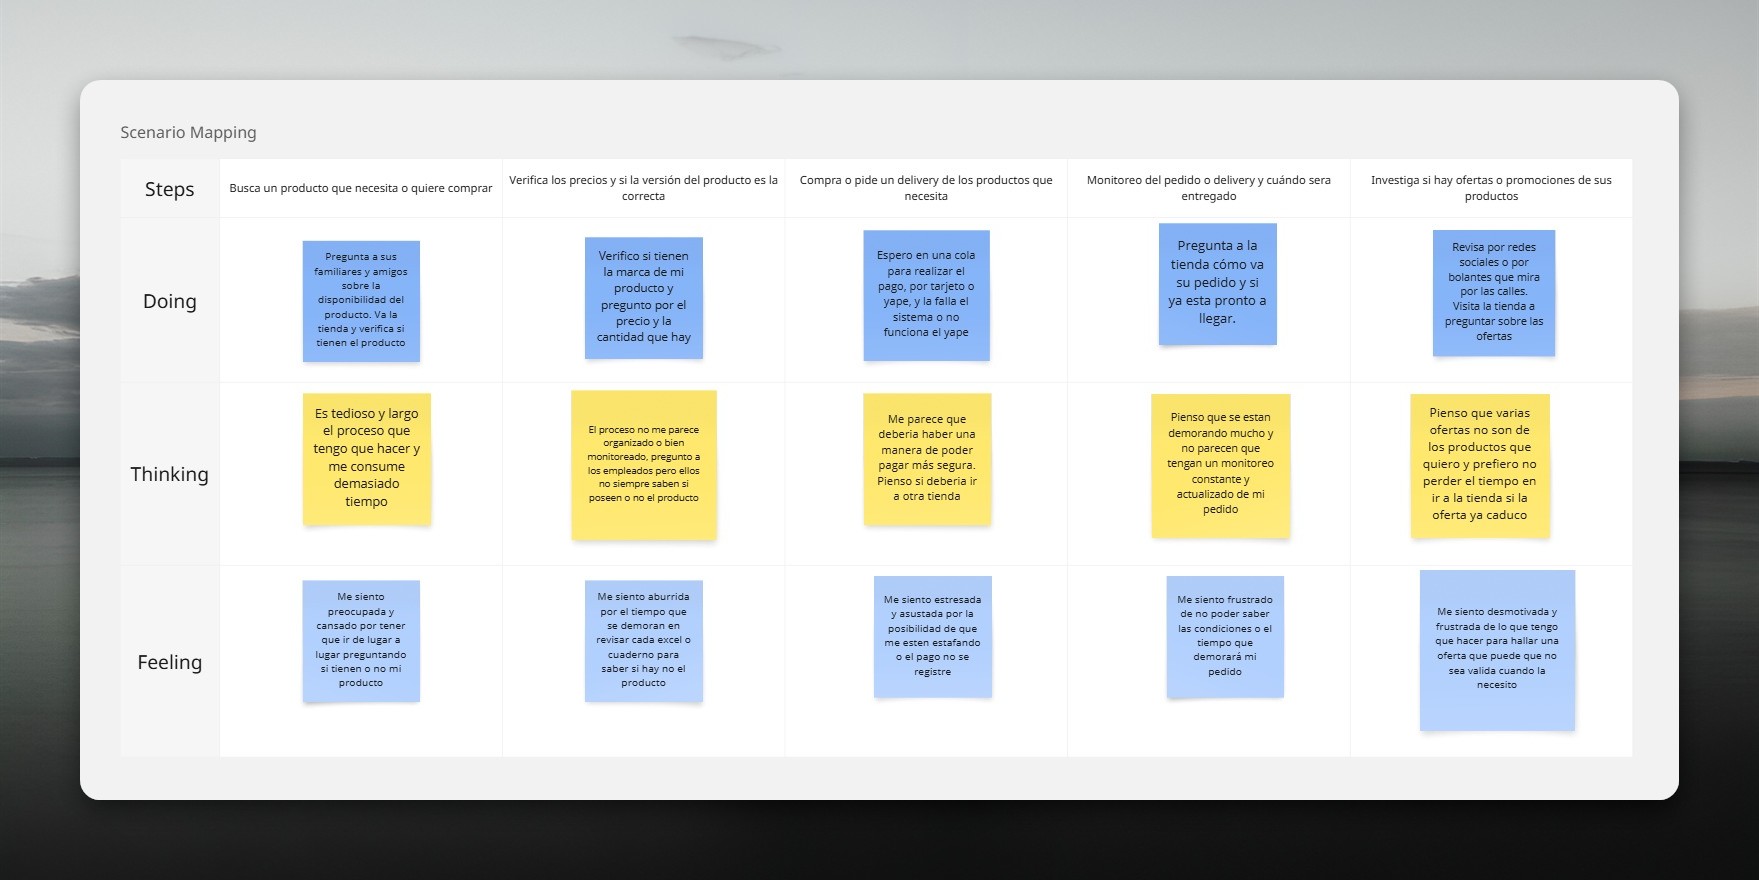 Scenario Mapping
Steps
Busca un producto que necesita o quiere comprar
Verifica los precios y si la versión del producto es la
correcta
Compra o pide un delivery de los productos que
necesita
Monitoreo del pedido o delivery y cuándo sera
entregado
Investiga si hay ofertas o promociones de sus
productos
Doing
Pregunta a sus
familiares y amigos
sobre la
disponibilidad del
producto. Va la
tienda y verifica si
tienen el producto
Verifico si tienen
la marca de mi
producto y
pregunto por el
precio y la
cantidad que hay
Espero en una cola
para realizar el
pago, por tarjeto o
yape, y la falla el
sistema o no
funciona el yape
Pregunta a la
tienda cómo va
su pedido y si
ya esta pronto a
llegar.
Revisa por redes
sociales o por
bolantes que mira
por las calles.
Visita la tienda a
preguntar sobre las
ofertas
Thinking
Es tedioso y largo
el proceso que
tengo que hacer y
me consume
demasiado
tiempo
El proceso no me parece
organizado o bien
monitoreado, pregunto a
los empleados pero ellos
no siempre saben si
poseen o no el producto
Me parece que
deberia haber una
manera de poder
pagar más segura.
Pienso si deberia ir
a otra tienda
Pienso que se estan
demorando mucho y
no parecen que
tengan un monitoreo
constante y
actualizado de mi
pedido
Pienso que varias
ofertas no son de
los productos que
quiero y prefiero no
perder el tiempo en
ir a la tienda si la
oferta ya caduco
Feeling
Me siento
preocupada y
cansado por tener
que ir de lugar a
lugar preguntando
si tienen o no mi
producto
Me siento aburrida
por el tiempo que
se demoran en
revisar cada excel o
cuaderno para
saber si hay no el
producto
Me siento estresada
y asustada por la
posibilidad de que
me esten estafando
o el pago no se
registre
Me siento frustrado
de no poder saber
las condiciones o el
tiempo que
demorará mi
pedido
Me siento desmotivada y
frustrada de lo que tengo
que hacer para hallar una
oferta que puede que no
sea valida cuando la
necesito